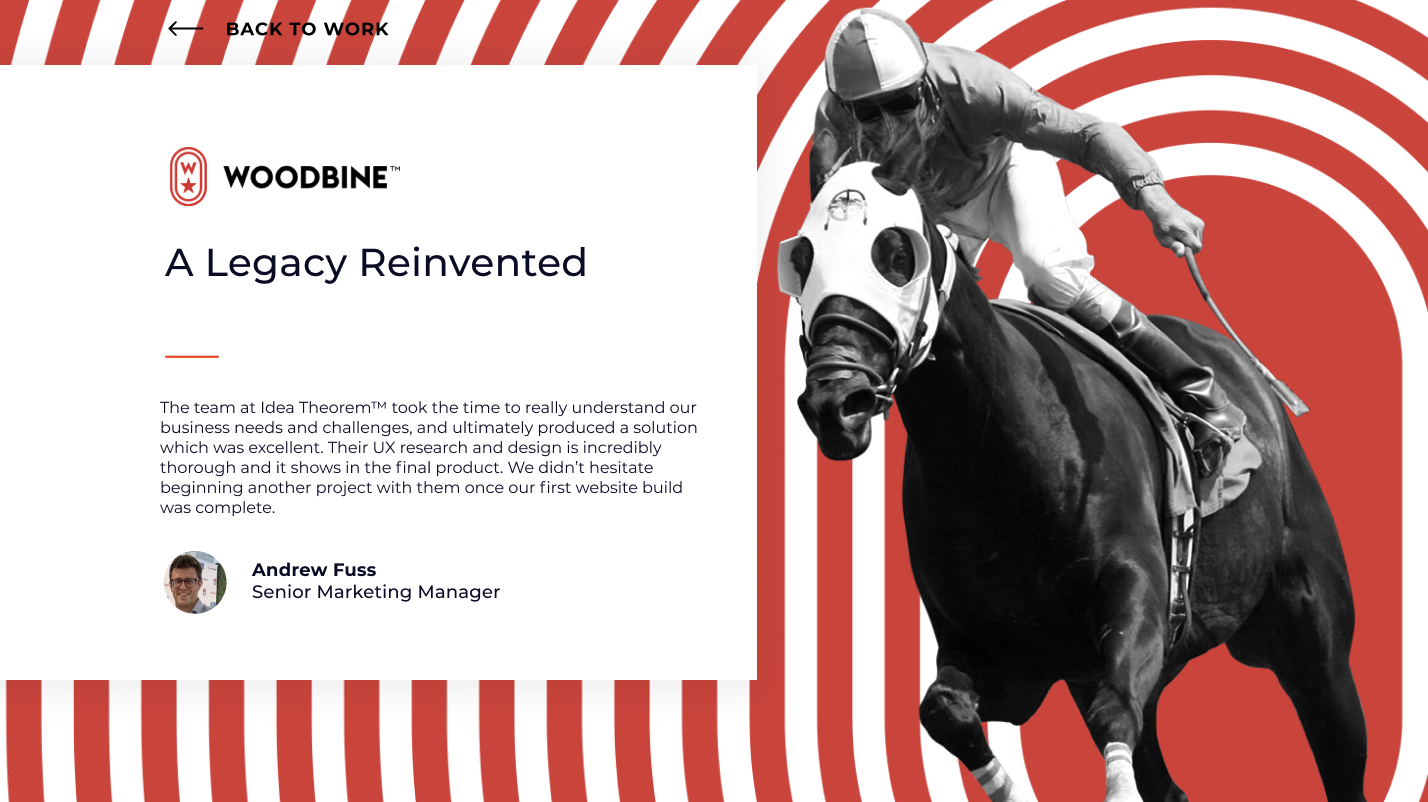 BACK TO WORK
W
WOODBINE™
A Legacy Reinvented
The team at Idea Theorem™ took the time to really understand our
business needs and challenges, and ultimately produced a solution
which was excellent. Their UX research and design is incredibly
thorough and it shows in the final product. We didn’t hesitate
beginning another project with them once our first website build
was complete.
Andrew Fuss
Senior Marketing Manager